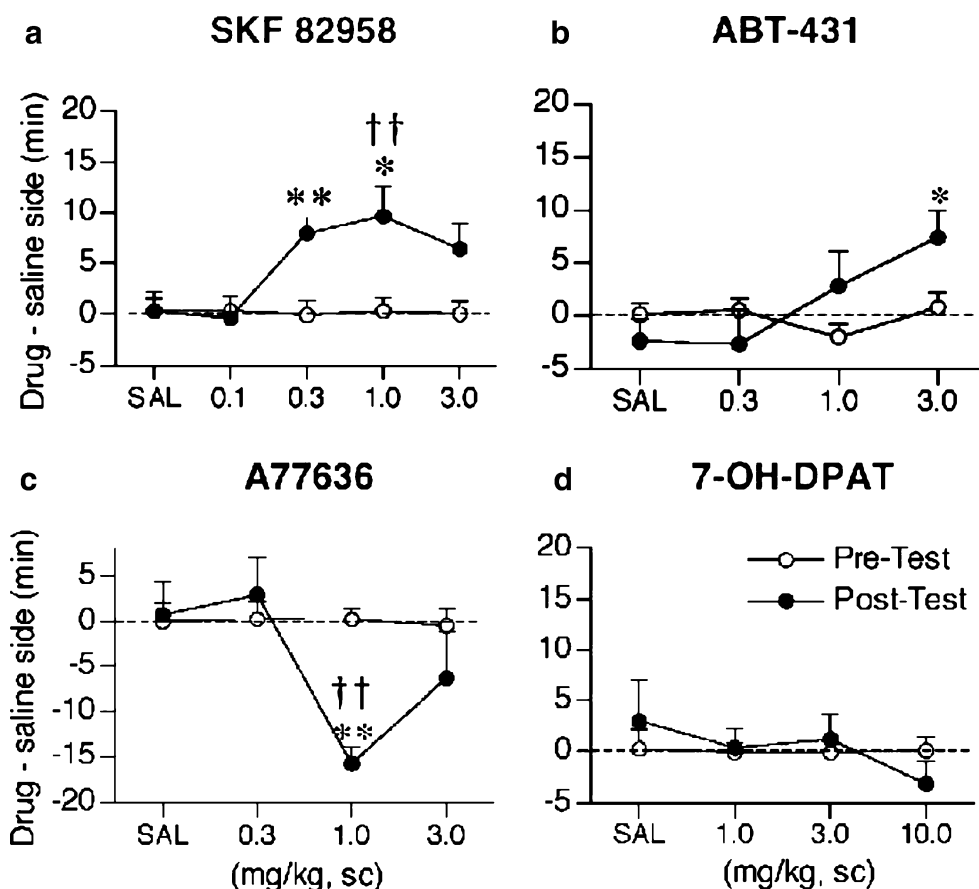 a SKF 82958
Drug - saline side (min)
20
15
10
5
0
-5
††
*
**
SAL 0.1 0.3 1.0 3.0
b ABT-431
20
15
10
5
0
-5
*
SAL 0.3 1.0 3.0
c A77636
Drug - saline side (min)
5
0
-5
-10
-15
-20
††
**
SAL 0.3 1.0 3.0
(mg/kg, sc)
d 7-OH-DPAT
20
15
10
5
0
-5
Pre-Test
Post-Test
SAL 1.0 3.0 10.0
(mg/kg, sc)